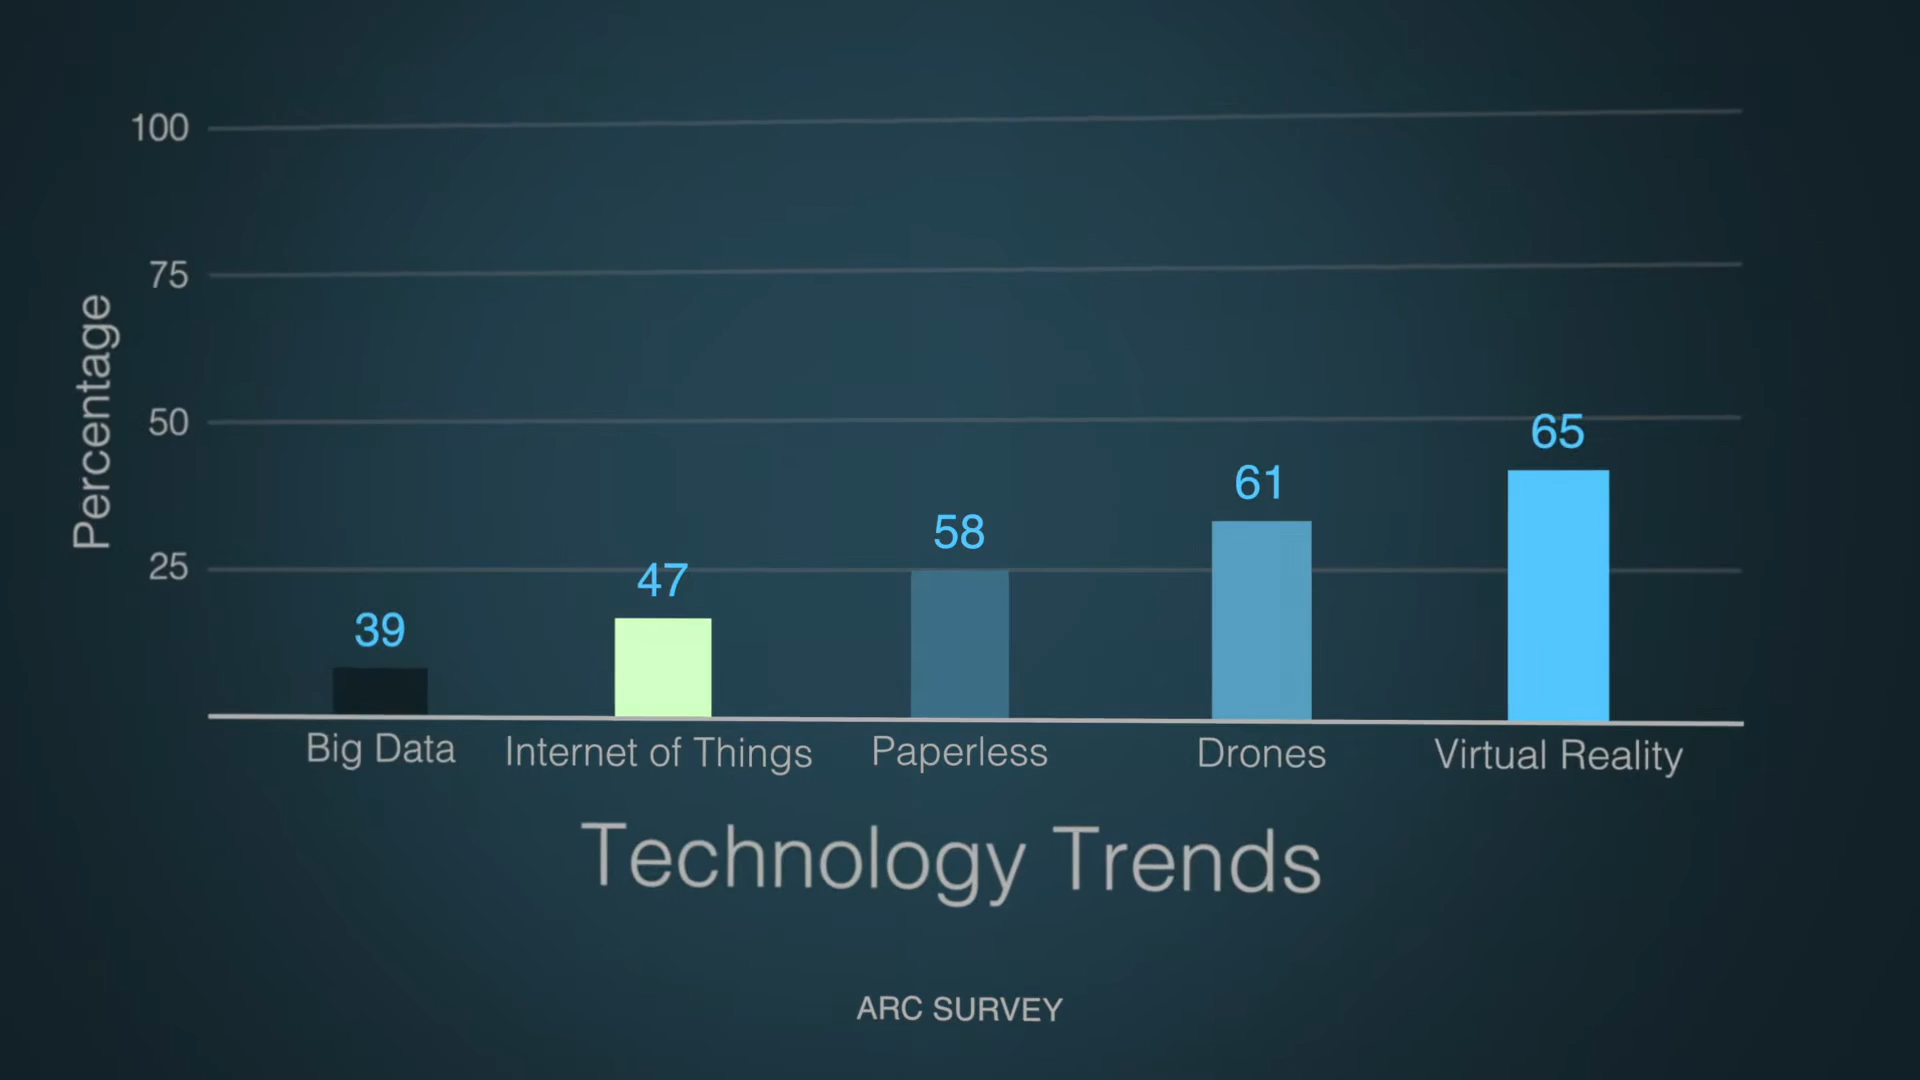 100
75
50
25
Percentage
39
47
58
61
65
Big Data
Internet of Things
Paperless
Drones
Virtual Reality
Technology Trends
ARC SURVEY